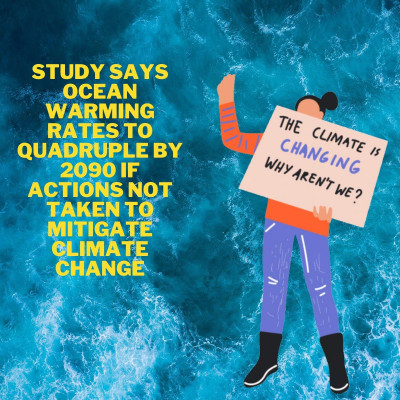 STUDY SAYS
OCEAN
WARMING
RATES TO
QUADRUPLE BY
2090 IF
ACTIONS NOT
TAKEN TO
MITIGATE
CLIMATE
CHANGE
THE CLIMATE IS
CHANGING
WHY AREN'T WE?